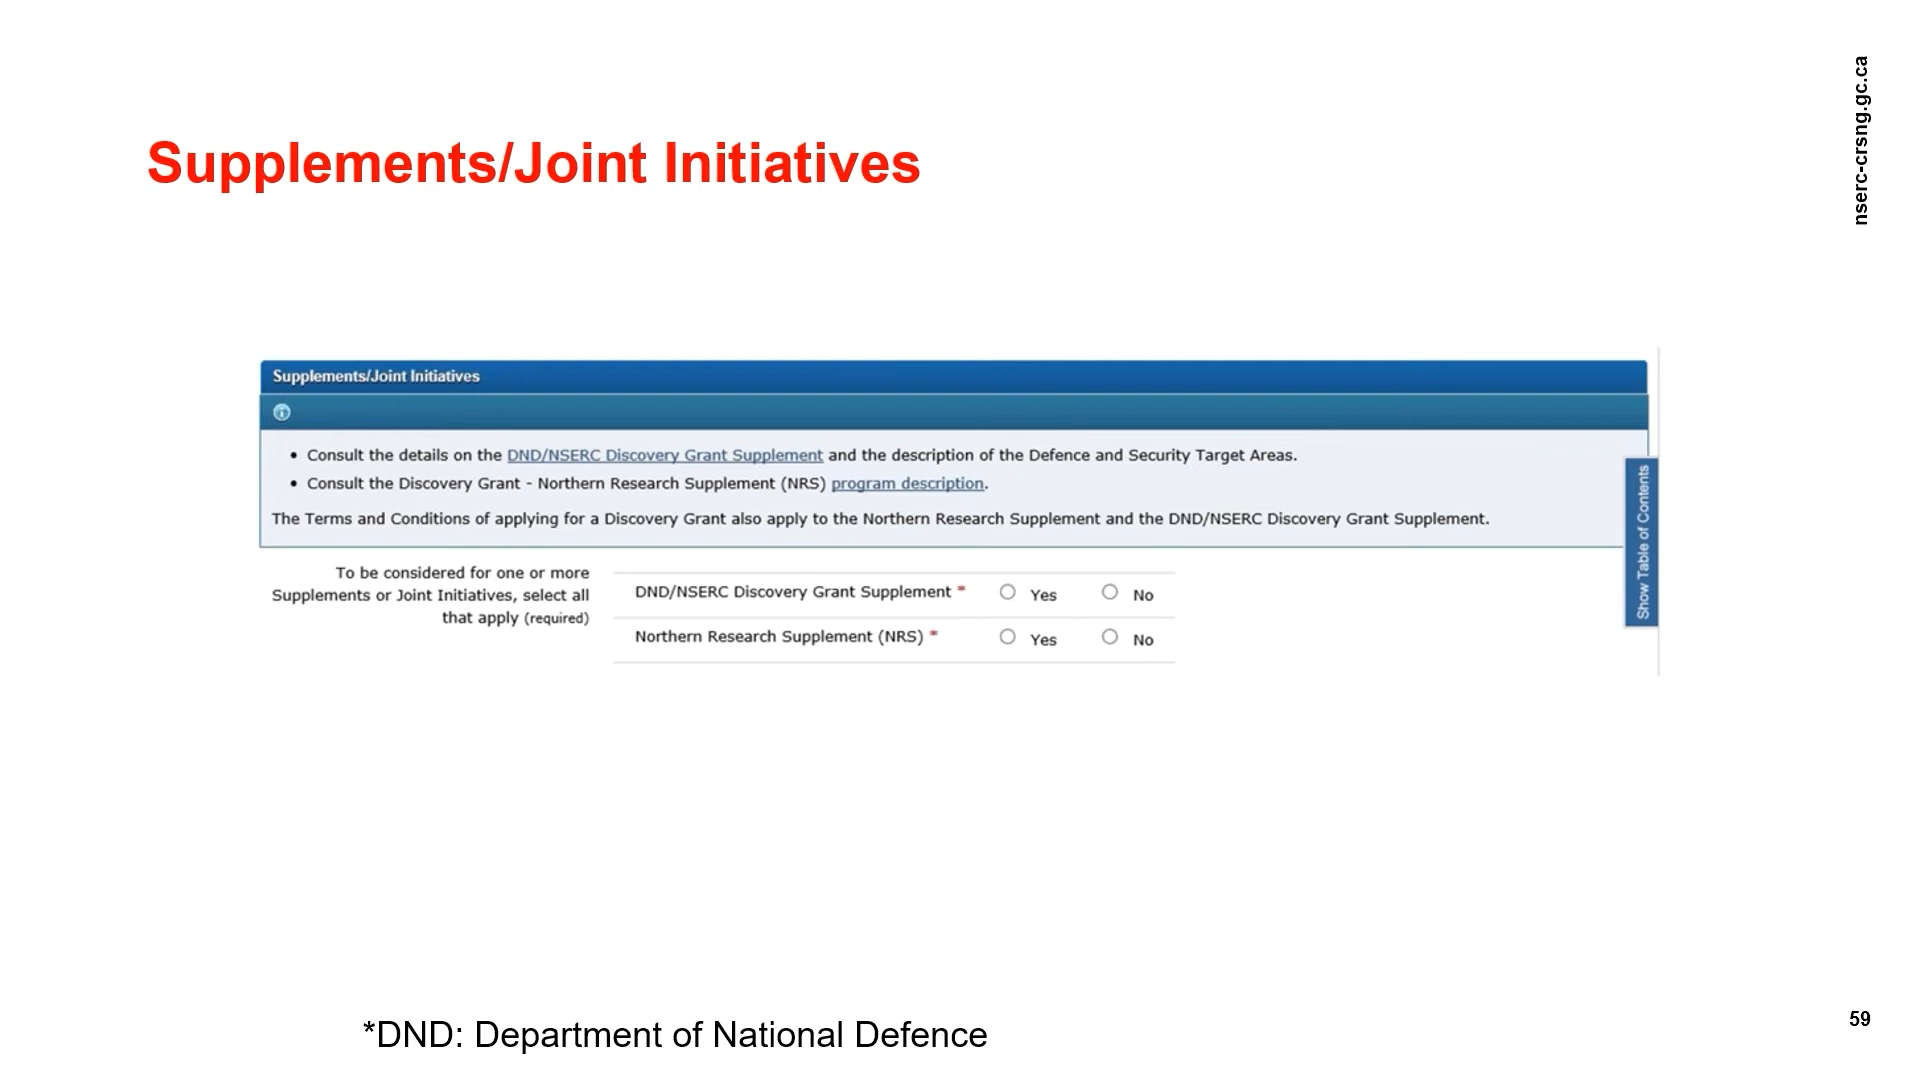 nserc-crsng.gc.ca
Supplements/Joint Initiatives
Supplements/Joint Initiatives
• Consult the details on the DND/NSERC Discovery Grant Supplement and the description of the Defence and Security Target Areas.
• Consult the Discovery Grant - Northern Research Supplement (NRS) program description.
The Terms and Conditions of applying for a Discovery Grant also apply to the Northern Research Supplement and the DND/NSERC Discovery Grant Supplement.
Show Table of Contents
To be considered for one or more
Supplements or Joint Initiatives, select all
that apply (required)
DND/NSERC Discovery Grant Supplement * Yes No
Northern Research Supplement (NRS) * Yes No
*DND: Department of National Defence
59